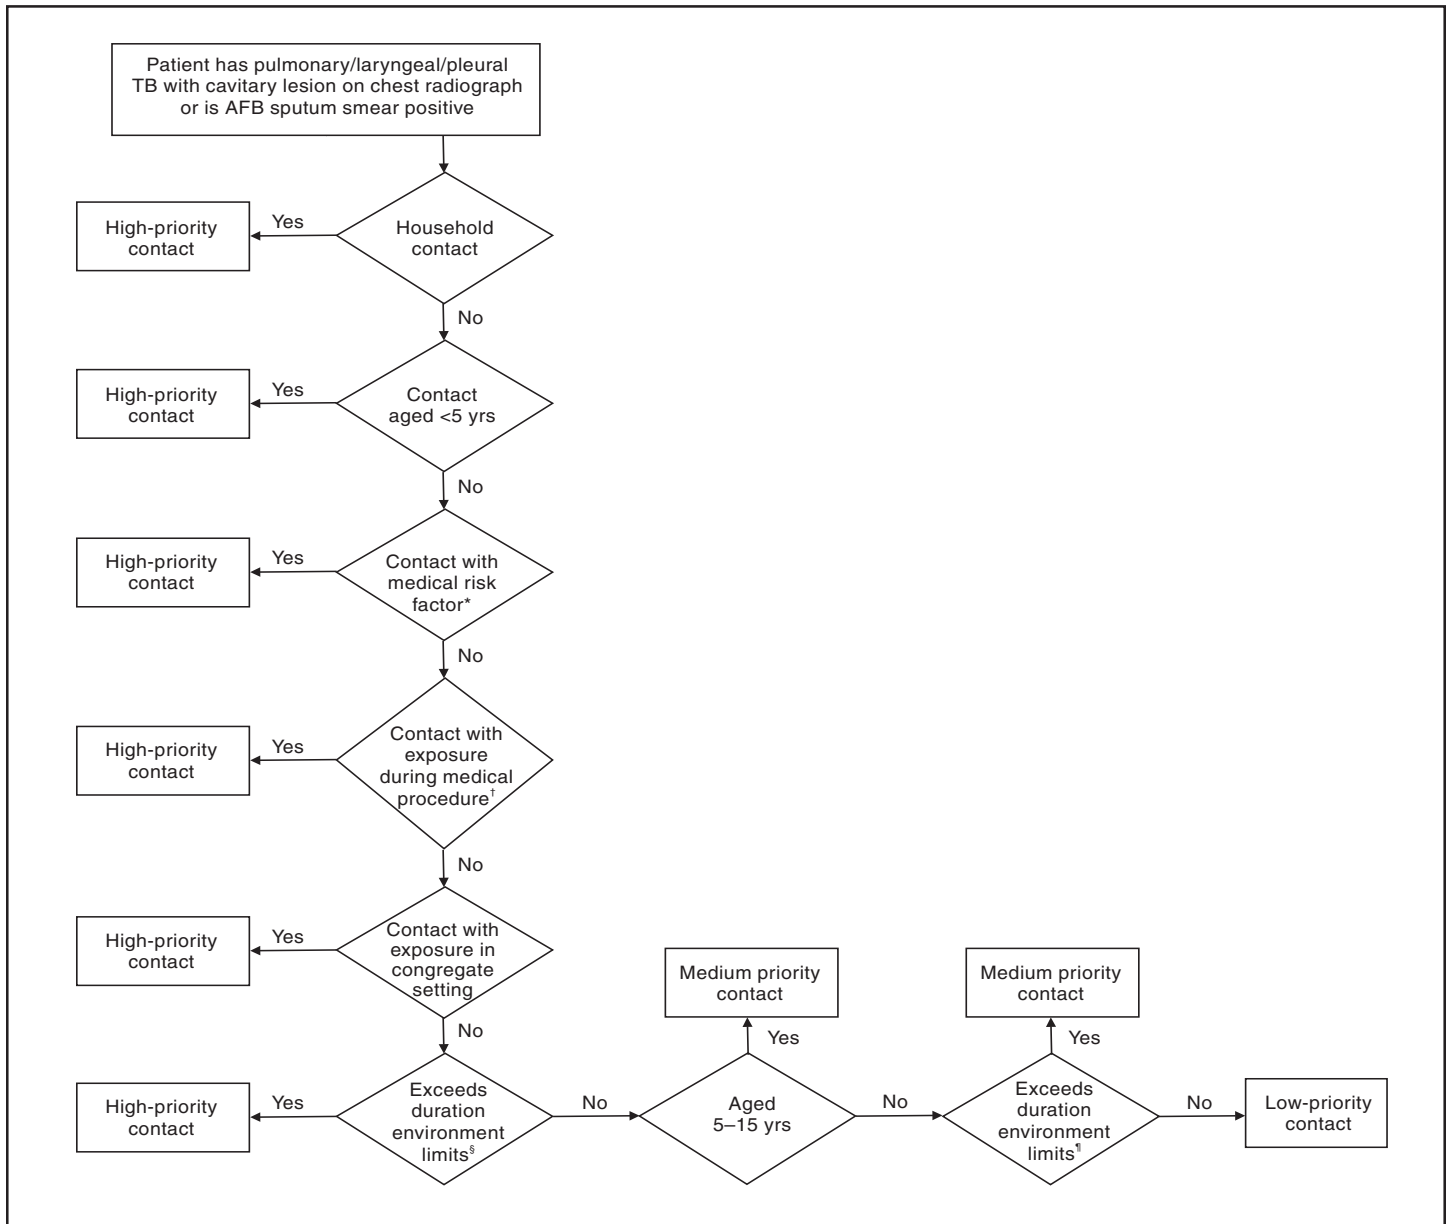 Patient has pulmonary/laryngeal/pleural
TB with cavitary lesion on chest radiograph
or is AFB sputum smear positive
High-priority
contact
Yes
Household
contact
No
High-priority
contact
Yes
Contact
aged <5 yrs
No
High-priority
contact
Yes
Contact with
medical risk
factor*
No
High-priority
contact
Yes
Contact with
exposure
during medical
procedure†
No
High-priority
contact
Yes
Contact with
exposure in
congregate
setting
No
Medium priority
contact
Yes
Medium priority
contact
Yes
High-priority
contact
Yes
Exceeds
duration
environment
limits§
No
Aged
5–15 yrs
No
Exceeds
duration
environment
limits¶
No
Low-priority
contact